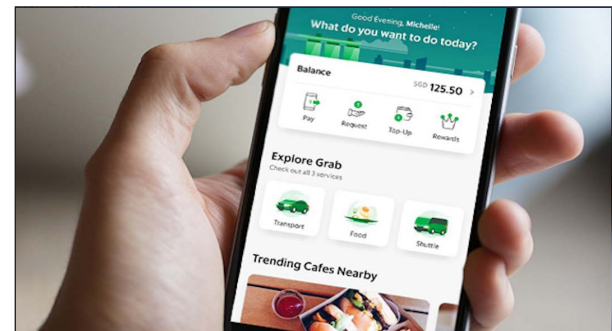 Good Evening, Michelle!
What do you want to do today?
Balance
SGD 125.50 >
Pay
Request
Top-Up
Rewards
Explore Grab
Check out all 3 services
Transport
Food
Shuttle
Trending Cafes Nearby